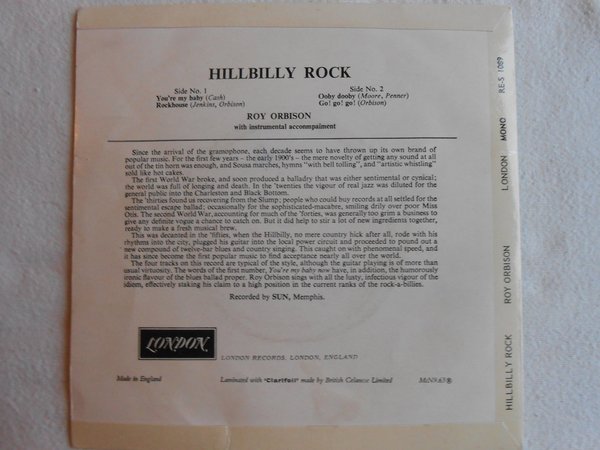 HILLBILLY ROCK
Side No. 1
You're my baby (Cash)
Rockhouse (Jenkins, Orbison)
Side No. 2
Ooby dooby (Moore, Penner)
Go! go! go! (Orbison)
ROY ORBISON
with instrumental accompaniment
Since the arrival of the gramophone, each decade seems to have thrown up its own brand of
popular music. For the first few years – the early 1900's – the mere novelty of getting any sound at all
out of the tin born was enough, and Sousa marches, hymns "with bell tolling", and "artistic whistling"
sold like hot cakes.
The first World War broke, and soon produced a balladry that was either sentimental or cynical;
the world was full of longing and death. In the 'twenties the vigour of real jazz was diluted for the
general public into the Charleston and Black Bottom.
The 'thirties found us recovering from the Slump; people who could buy records at all settled for the
sentimental escape ballad; occasionally for the sophisticated-macabre, smiling drily over poor Miss
Otis. The second World War, accounting for much of the 'forties, was generally too grim a business to
give any definite vogue a chance to catch on. But it did help to stir a lot of new ingredients together,
ready to make a fresh musical brew.
This was decanted in the 'fifties, when the Hillbilly, no mere country hick after all, rode with his
rhythms into the city, plugged his guitar into the local power circuit and proceeded to pound out a
new compound of twelve-bar blues and country singing. This caught on with phenomenal speed, and
it has since become the first popular music to find acceptance nearly all over the world.
The four tracks on this record are typical of the style, although the guitar playing is of more than
usual virtuosity. The words of the first number, You're my baby now have, in addition, the humorously
ironic flavour of the blues ballad proper. Roy Orbison sings with all the lusty, infectious vigour of the
idiom, effectively staking his claim to a high position in the current ranks of the rock-a-billies.
Recorded by SUN, Memphis.
LONDON
LONDON RECORDS, LONDON, ENGLAND
Made in England
Laminated with 'Clarifoil' made by British Celanese Limited
McN9.63 ®
HILLBILLY ROCK ROY ORBISON LONDON MONO RE-S 1089